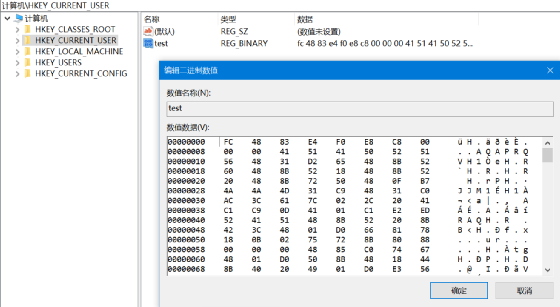 计算机\HKEY_CURRENT_USER
计算机
HKEY_CLASSES_ROOT
HKEY_CURRENT_USER
HKEY_LOCAL_MACHINE
HKEY_USERS
HKEY_CURRENT_CONFIG
名称 类型 数据
(默认) REG_SZ (数值未设置)
test REG_BINARY fc 48 83 e4 f0 e8 c8 00 00 00 41 51 41 50 52 5...
编辑二进制数值
数值名称(N):
test
数值数据(V):
00000000 FC 48 83 E4 F0 E8 C8 00 üH.äðèÈ.
00000008 00 00 41 51 41 50 52 51 ..AQAPRQ
00000010 56 48 31 D2 65 48 8B 52 VH1ÒeH.R
00000018 60 48 8B 52 18 48 8B 52 `H.R.H.R
00000020 20 48 8B 72 50 48 0F B7 H.rPH.·
00000028 4A 4A 4D 31 C9 48 31 C0 JJM1ÉH1À
00000030 AC 3C 61 7C 02 2C 20 41 ¬<a|., A
00000038 C1 C9 0D 41 01 C1 E2 ED ÁÉ.A.Áâí
00000040 52 41 51 48 8B 52 20 8B RAQH.R .
00000048 42 3C 48 01 D0 66 81 78 B<H.Ðf.x
00000050 18 0B 02 75 72 8B 80 88 ...ur...
00000058 00 00 00 48 85 C0 74 67 ...H.Àtg
00000060 48 01 D0 50 8B 48 18 44 H.ÐP.H.D
00000068 8B 40 20 49 01 D0 E3 56 .@ I.ÐãV
确定 取消